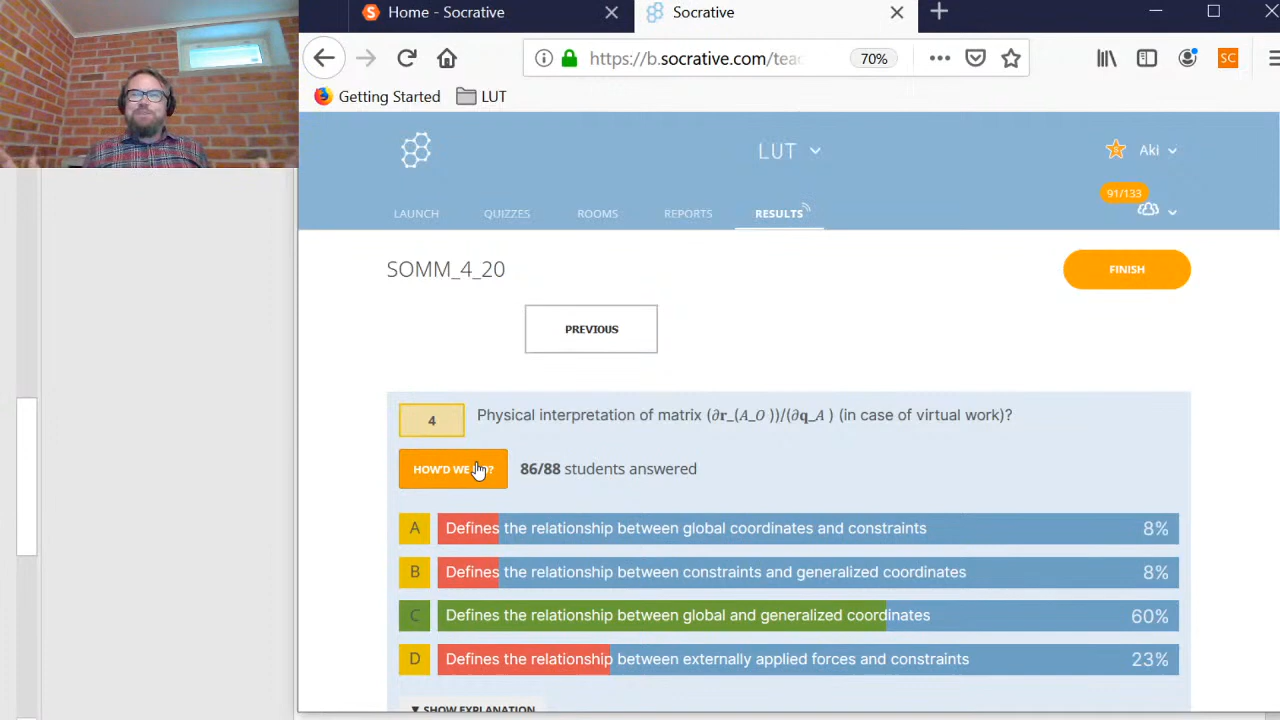 Home - Socrative
Socrative
https://b.socrative.com/tea
70%
SC
Getting Started
LUT
LUT
Aki
91/133
LAUNCH
QUIZZES
ROOMS
REPORTS
RESULTS
SOMM_4_20
FINISH
PREVIOUS
4
Physical interpretation of matrix (∂𝐫_(𝐴_𝑂 ))/(∂𝐪_𝐴 ) (in case of virtual work)?
HOW'D WE
?
86/88 students answered
A
Defines the relationship between global coordinates and constraints
8%
B
Defines the relationship between constraints and generalized coordinates
8%
C
Defines the relationship between global and generalized coordinates
60%
D
Defines the relationship between externally applied forces and constraints
23%
▼ SHOW EXPLANATION